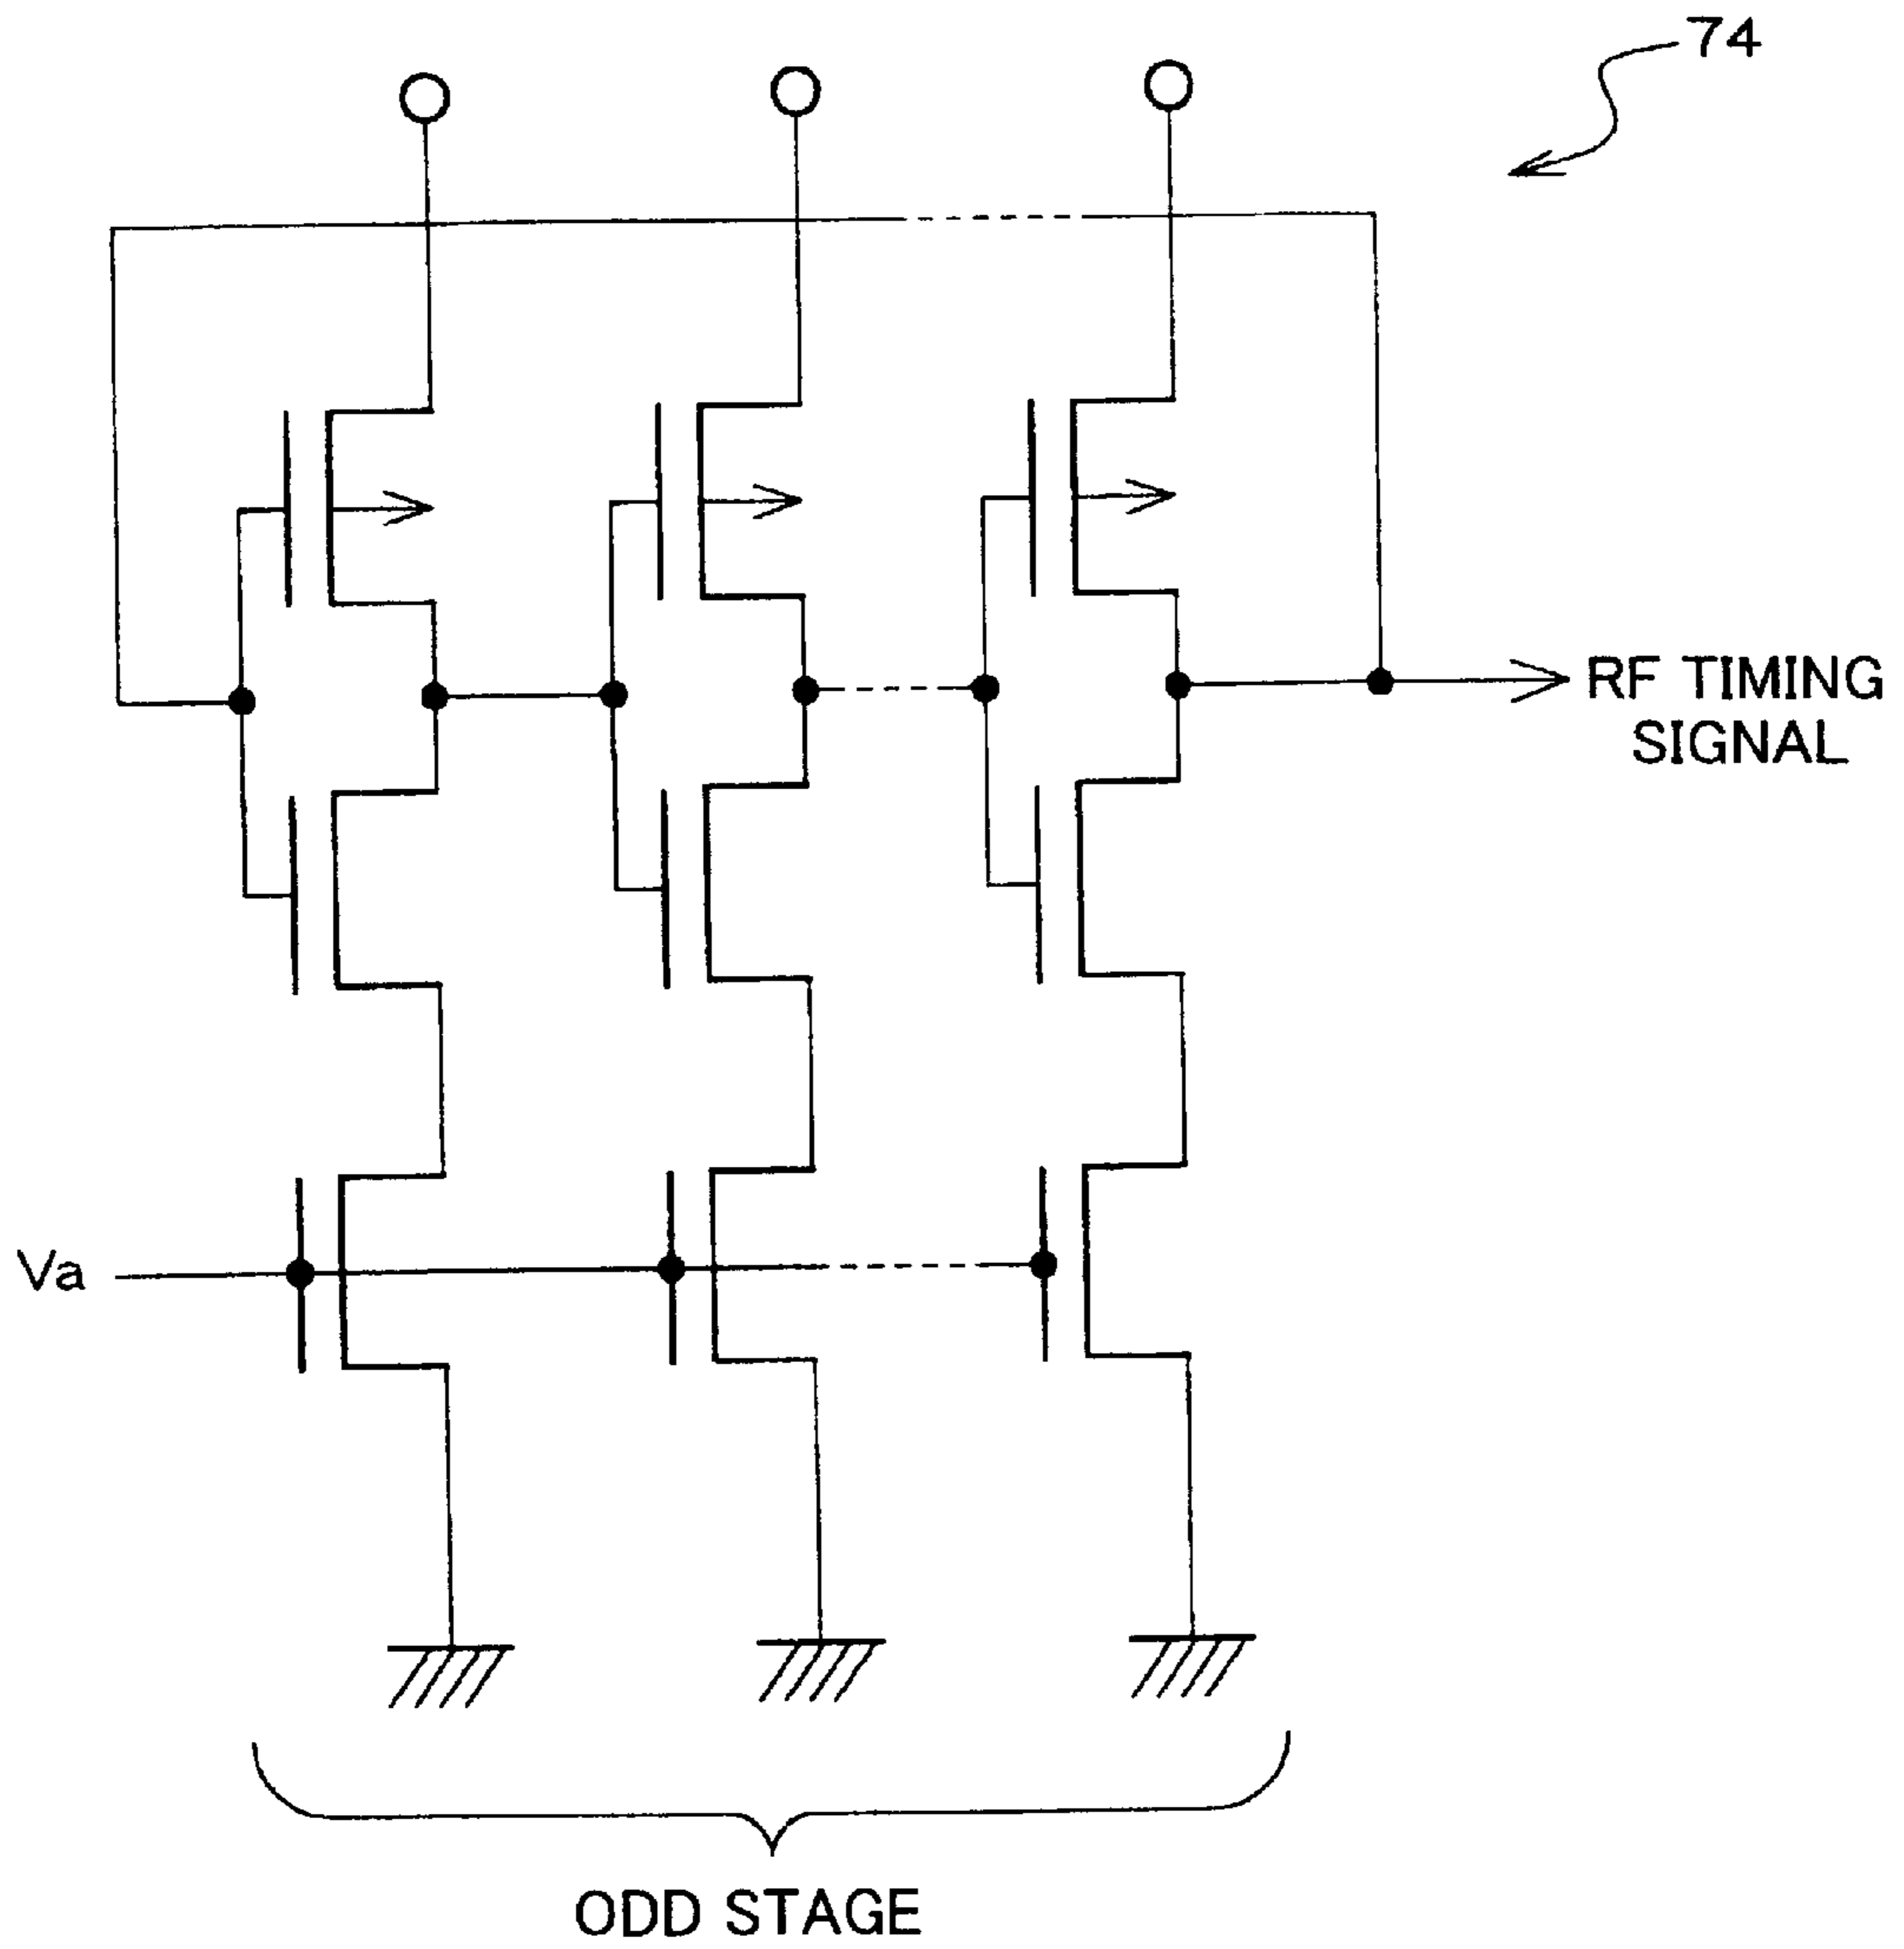 74
RF TIMING
SIGNAL
Va
ODD STAGE